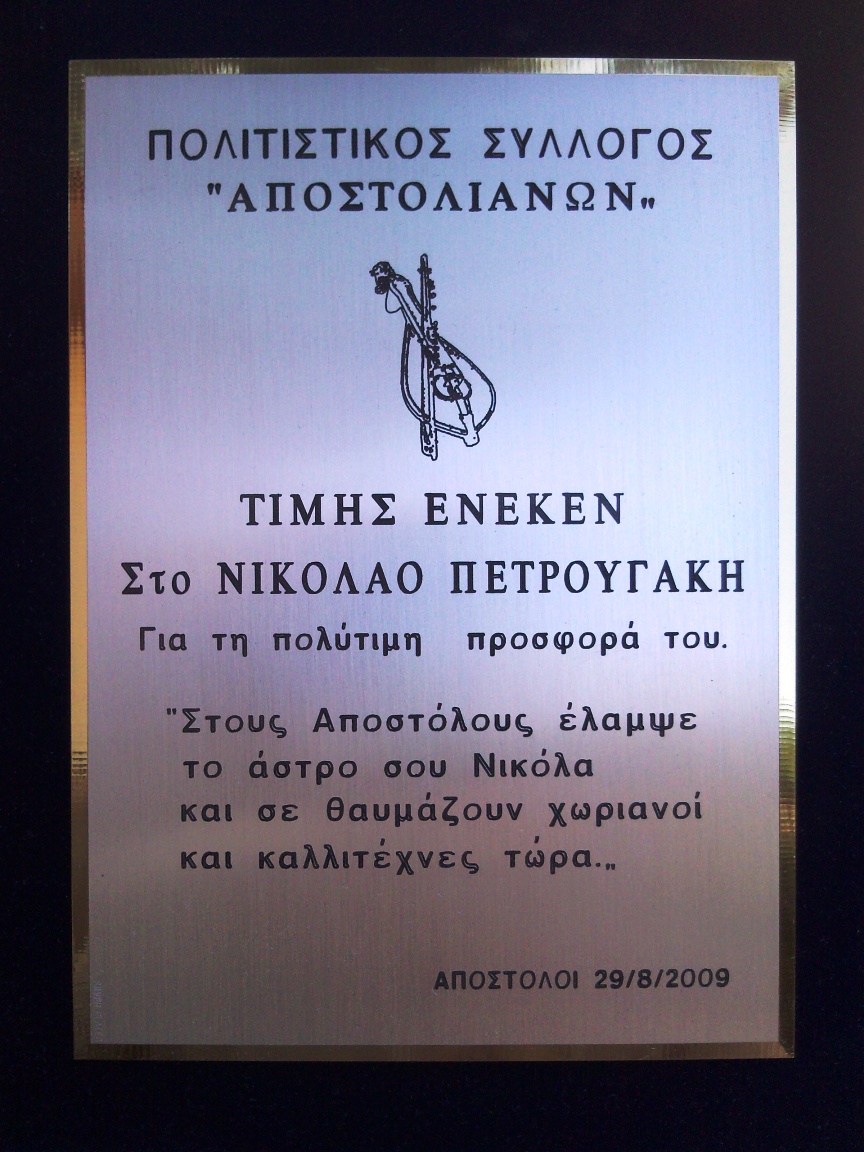 ΠΟΛΙΤΙΣΤΙΚΟΣ ΣΥΛΛΟΓΟΣ
"ΑΠΟΣΤΟΛΙΑΝΩΝ„
ΤΙΜΗΣ ΕΝΕΚΕΝ
Στο ΝΙΚΟΛΑΟ ΠΕΤΡΟΥΓΑΚΗ
Για τη πολύτιμη προσφορά του.
"Στους Αποστόλους έλαμψε
το άστρο σου Νικόλα
και σε θαυμάζουν χωριανοί
και καλλιτέχνες τώρα.„
ΑΠΟΣΤΟΛΟΙ 29/8/2009